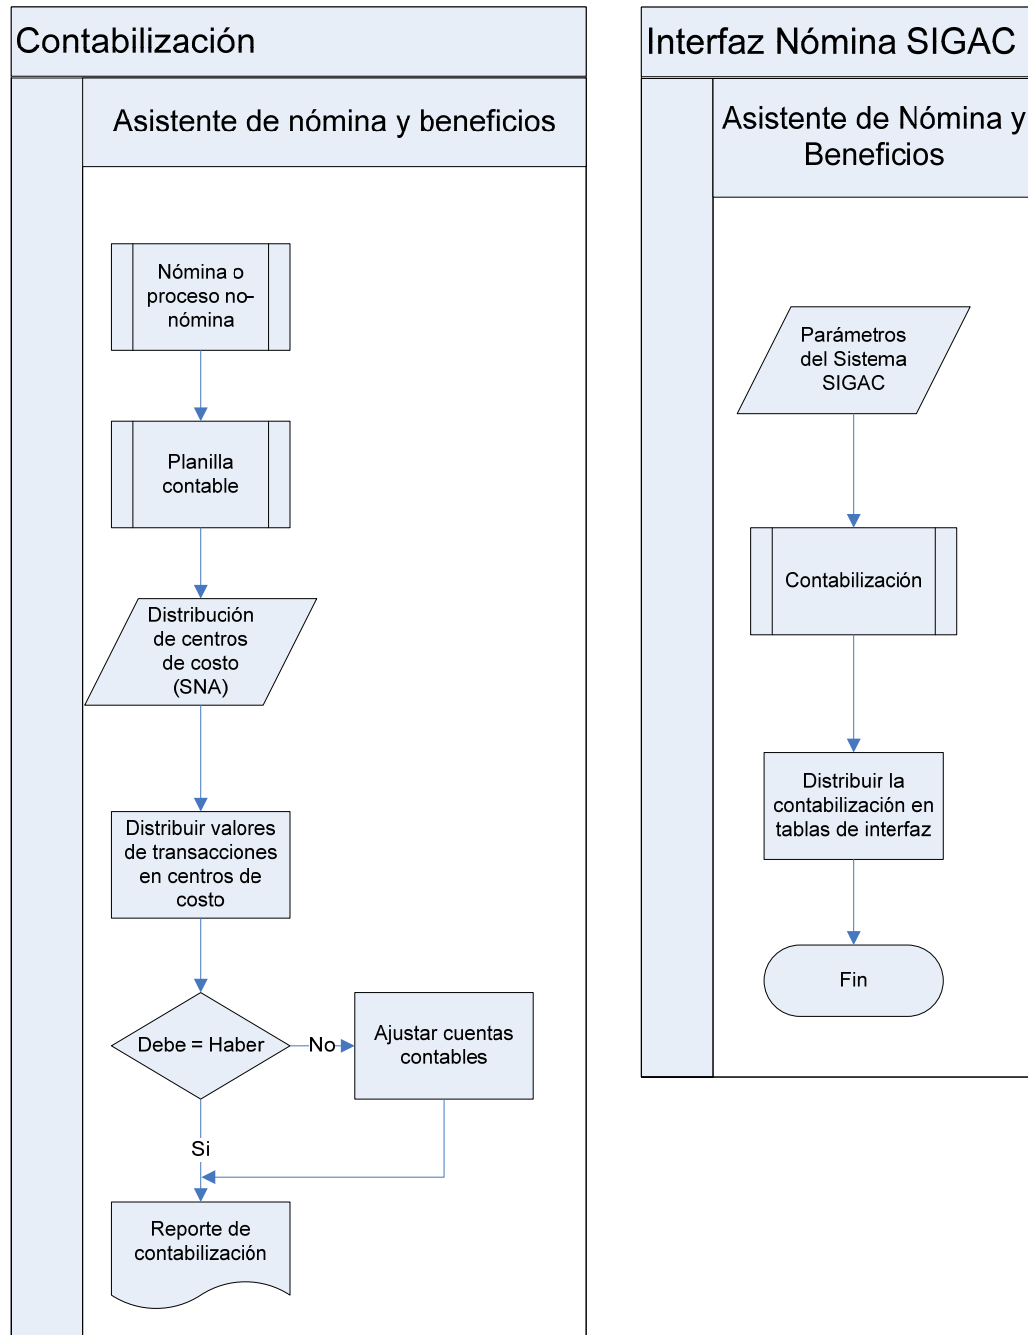 Contabilización
Asistente de nómina y beneficios
Nómina o
proceso no-
nómina
Planilla
contable
Distribución
de centros
de costo
(SNA)
Distribuir valores
de transacciones
en centros de
costo
Debe = Haber
No
Ajustar cuentas
contables
Si
Reporte de
contabilización
Interfaz Nómina SIGAC
Asistente de Nómina y
Beneficios
Parámetros
del Sistema
SIGAC
Contabilización
Distribuir la
contabilización en
tablas de interfaz
Fin